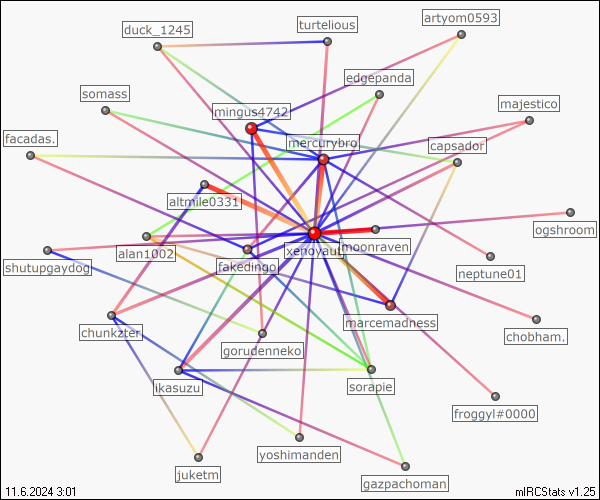 artyom0593
turtelious
duck_1245
edgepanda
somass
majestico
mingus4742
facadas.
mercurybro
capsador
altmile0331
ogshroom
alan1002
xenoyaul
moonraven
shutupgaydog
fakedingo
neptune01
marcemadness
chunkzter
chobham.
gorudenneko
ikasuzu
sorapie
froggyl#0000
yoshimanden
juketm
gazpachoman
11.6.2024 3:01
mIRCStats v1.25